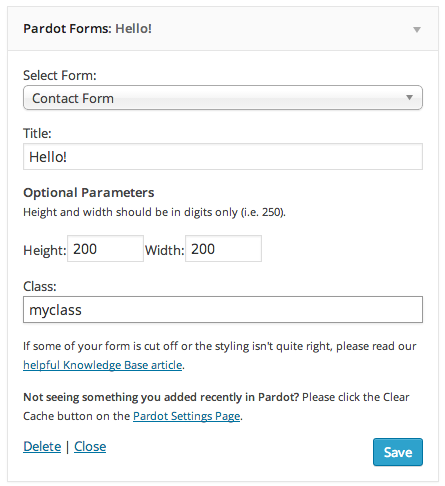 Pardot Forms: Hello!
Select Form:
Contact Form
Title:
Hello!
Optional Parameters
Height and width should be in digits only (i.e. 250).
Height: 200 Width: 200
Class:
myclass
If some of your form is cut off or the styling isn't quite right, please read our
helpful Knowledge Base article.
Not seeing something you added recently in Pardot? Please click the Clear
Cache button on the Pardot Settings Page.
Delete | Close
Save